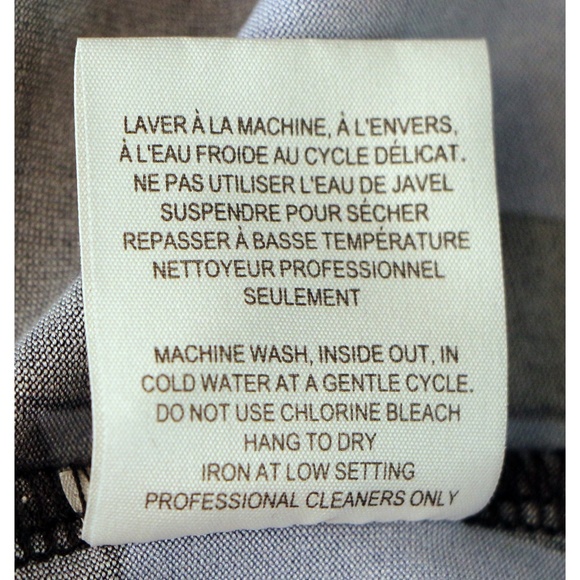 LAVER À LA MACHINE, À L'ENVERS,
À L'EAU FROIDE AU CYCLE DÉLICAT.
NE PAS UTILISER L'EAU DE JAVEL
SUSPENDRE POUR SÉCHER
REPASSER À BASSE TEMPÉRATURE
NETTOYEUR PROFESSIONNEL
SEULEMENT
MACHINE WASH, INSIDE OUT, IN
COLD WATER AT A GENTLE CYCLE.
DO NOT USE CHLORINE BLEACH
HANG TO DRY
IRON AT LOW SETTING
PROFESSIONAL CLEANERS ONLY